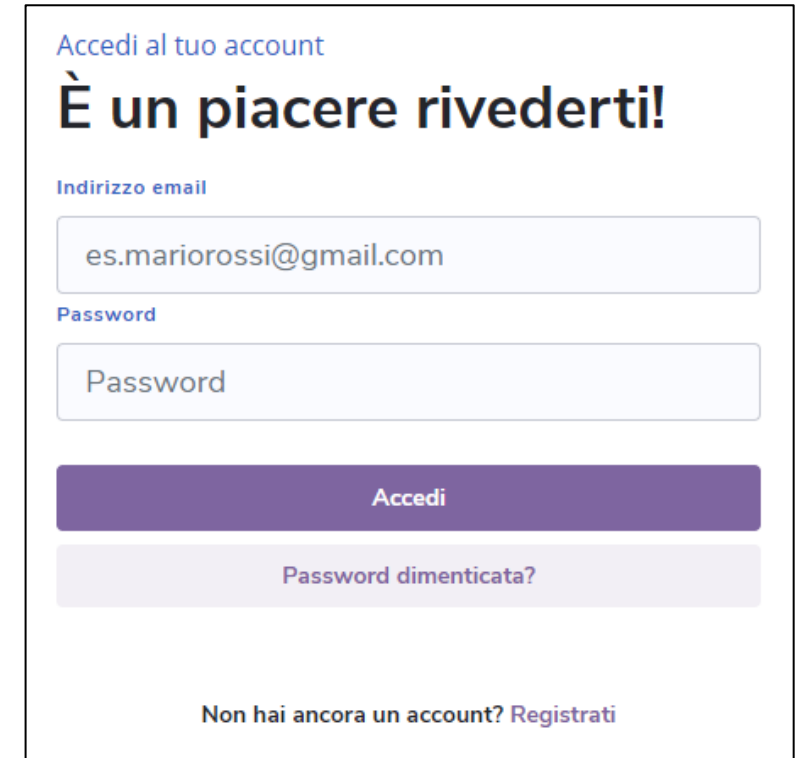 Accedi al tuo account
È un piacere rivederti!
Indirizzo email
es.mariorossi@gmail.com
Password
Password
Accedi
Password dimenticata?
Non hai ancora un account? Registrati